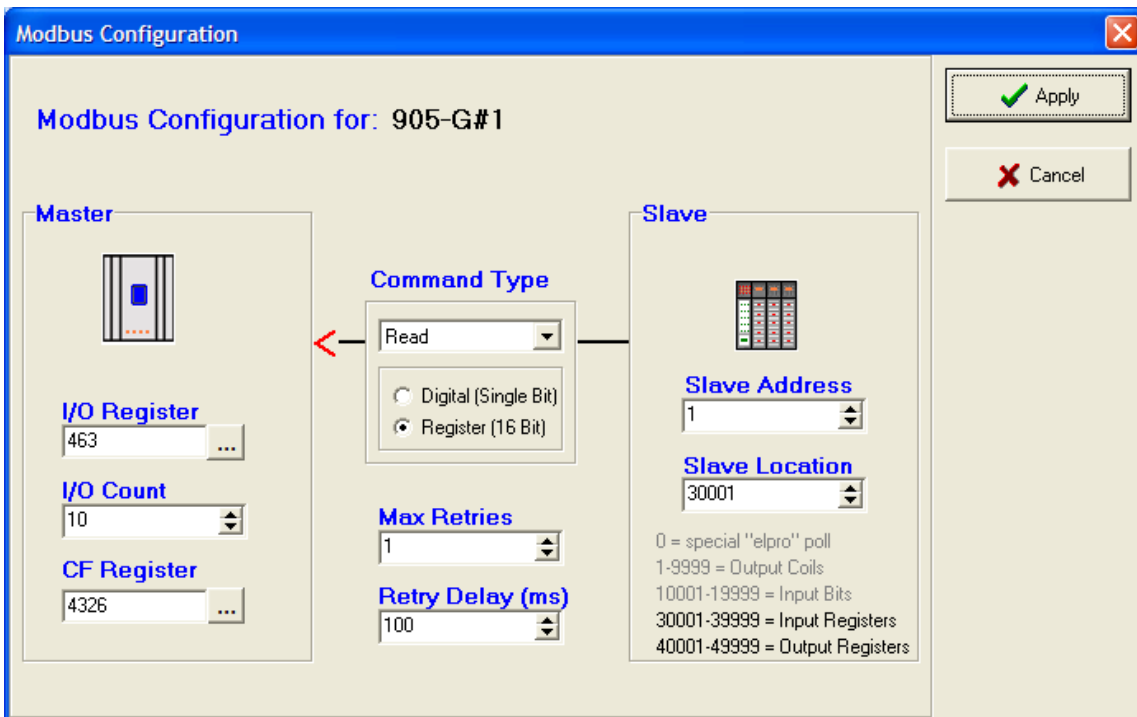 Modbus Configuration
Apply
Cancel
Modbus Configuration for: 905-G#1
Master
I/O Register
463
...
I/O Count
10
CF Register
4326
...
Command Type
Read
Digital (Single Bit)
Register (16 Bit)
Max Retries
1
Retry Delay (ms)
100
Slave
Slave Address
1
Slave Location
30001
0 = special "elpro" poll
1-9999 = Output Coils
10001-19999 = Input Bits
30001-39999 = Input Registers
40001-49999 = Output Registers